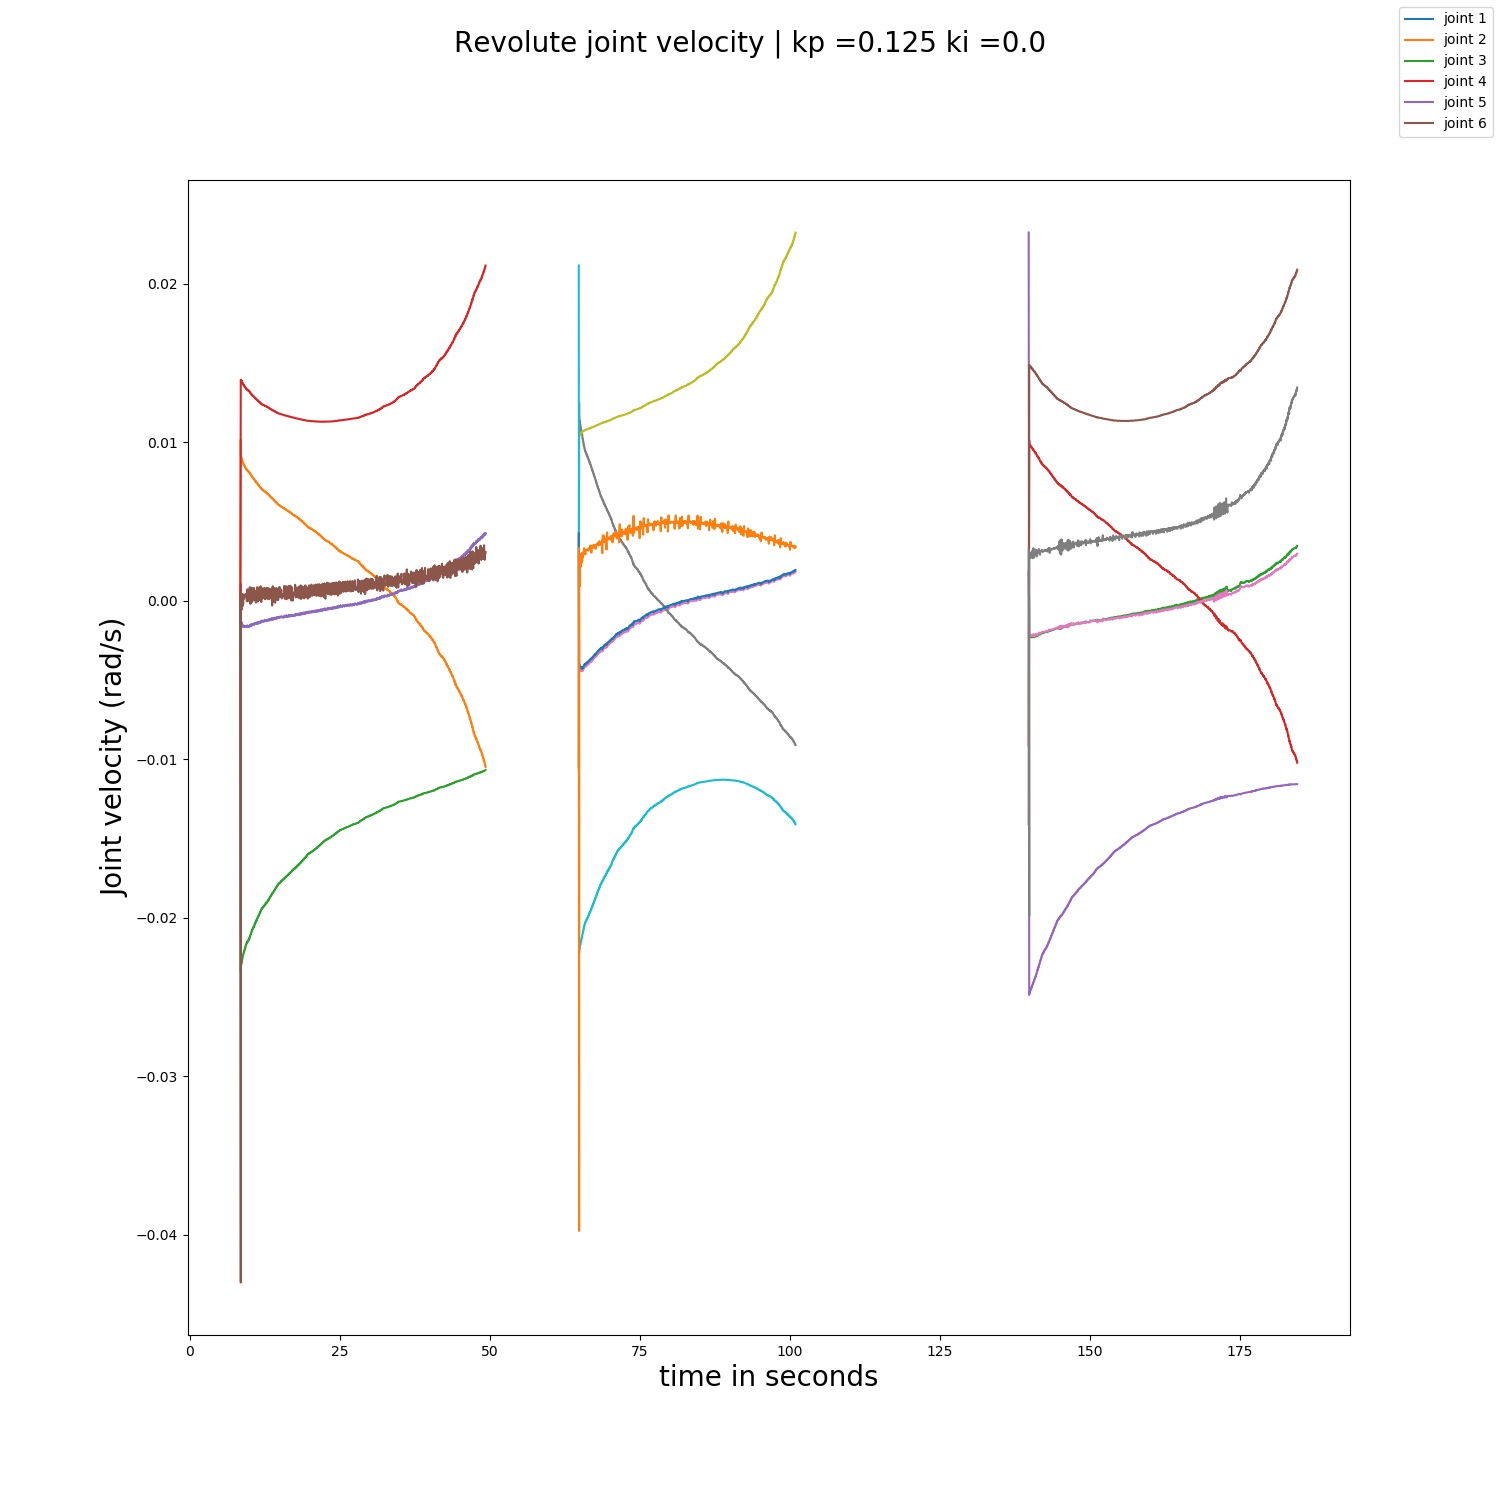 Revolute joint velocity | kp =0.125 ki =0.0
joint 1
joint 2
joint 3
joint 4
joint 5
joint 6
0.02
0.01
0.00
−0.01
−0.02
−0.03
−0.04
Joint velocity (rad/s)
0 25 50 75 100 125 150 175
time in seconds